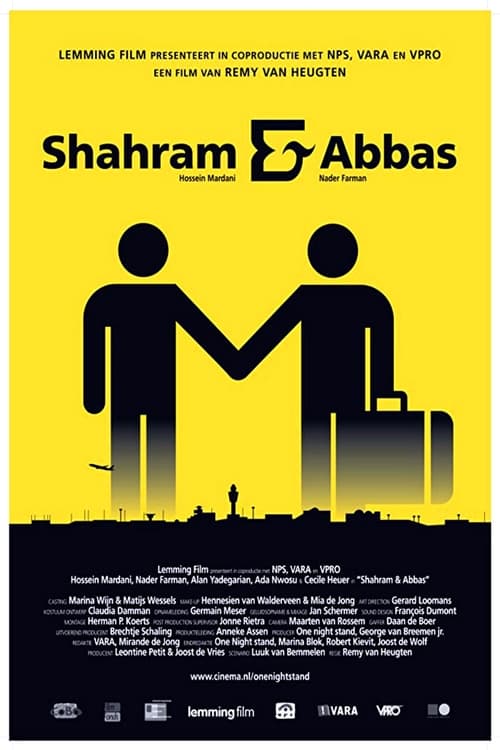 LEMMING FILM PRESENTEERT IN COPRODUCTIE MET NPS, VARA EN VPRO
EEN FILM VAN REMY VAN HEUGTEN
Shahram & Abbas
Hossein Mardani Nader Farman
Lemming Film presenteert in coproductie met NPS, VARA en VPRO
Hossein Mardani, Nader Farman, Alan Yadegarian, Ada Nwosu & Cecile Heuer in "Shahram & Abbas"
CASTING Marina Wijn & Matijs Wessels MAKE-UP Hennesien van Walderveen & Mia de Jong ART DIRECTION Gerard Loomans
KOSTUUM ONTWERP Claudia Damman OPNAMELEIDING Germain Meser GELUIDSOPNAME & MIXAGE Jan Schermer SOUND DESIGN François Dumont
MONTAGE Herman P. Koerts POST PRODUCTION SUPERVISOR Jonne Rietra CAMERA Maarten van Rossem GAFFER Daan de Boer
UITVOEREND PRODUCENT Brechtje Schaling PRODUKTIELEIDING Anneke Assen PRODUCER One night stand, George van Breemen jr.
REDAKTIE VARA, Mirande de Jong EINDREDAKTIE One Night stand, Marina Blok, Robert Kievit, Joost de Wolf
PRODUCENT Leontine Petit & Joost de Vries SCENARIO Luuk van Bemmelen REGIE Remy van Heugten
www.cinema.nl/onenightstand
lemmingfilm VARA VPRO